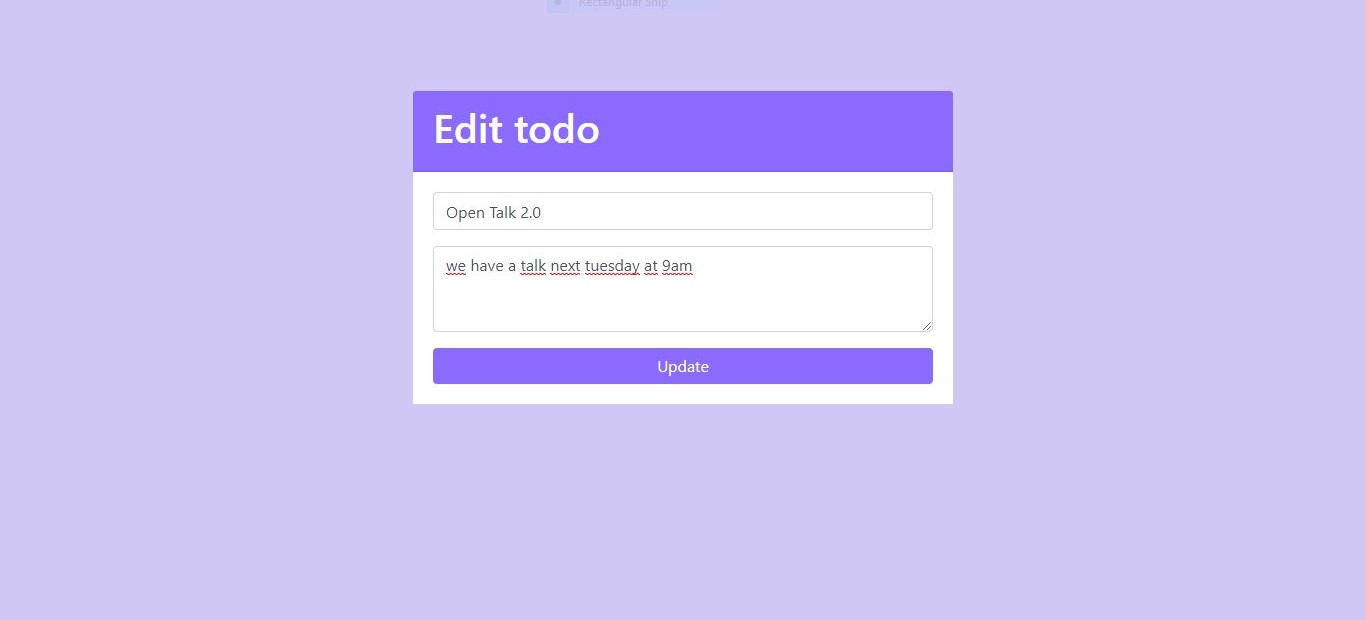 Rectangular Snip
Edit todo
Open Talk 2.0
we have a talk next tuesday at 9am
Update